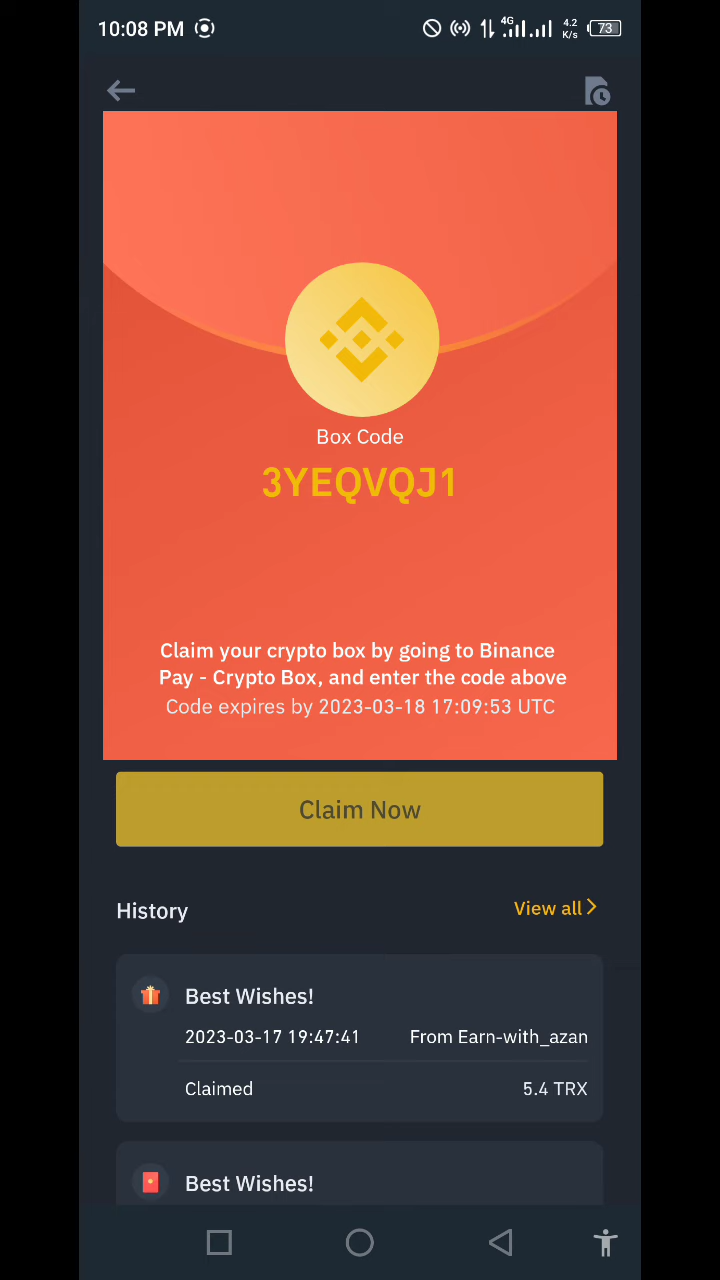 10:08 PM 4G 4.2 K/s 73
Box Code
3YEQVQJ1
Claim your crypto box by going to Binance
Pay - Crypto Box, and enter the code above
Code expires by 2023-03-18 17:09:53 UTC
Claim Now
History View all
Best Wishes!
2023-03-17 19:47:41 From Earn-with_azan
Claimed 5.4 TRX
Best Wishes!